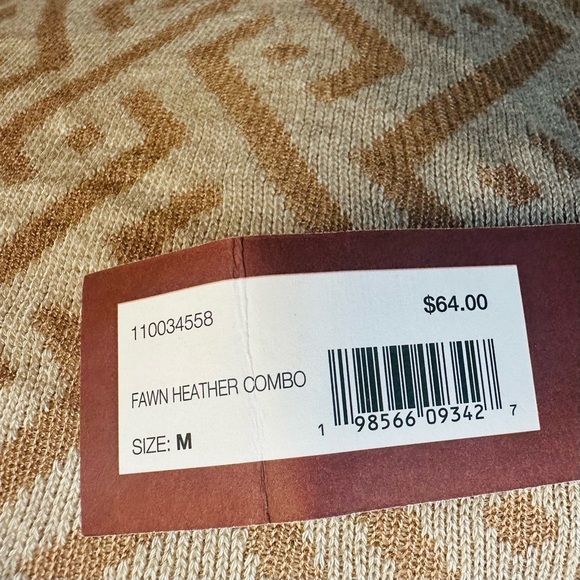 110034558
$64.00
FAWN HEATHER COMBO
SIZE: M
1 98566 09342 7